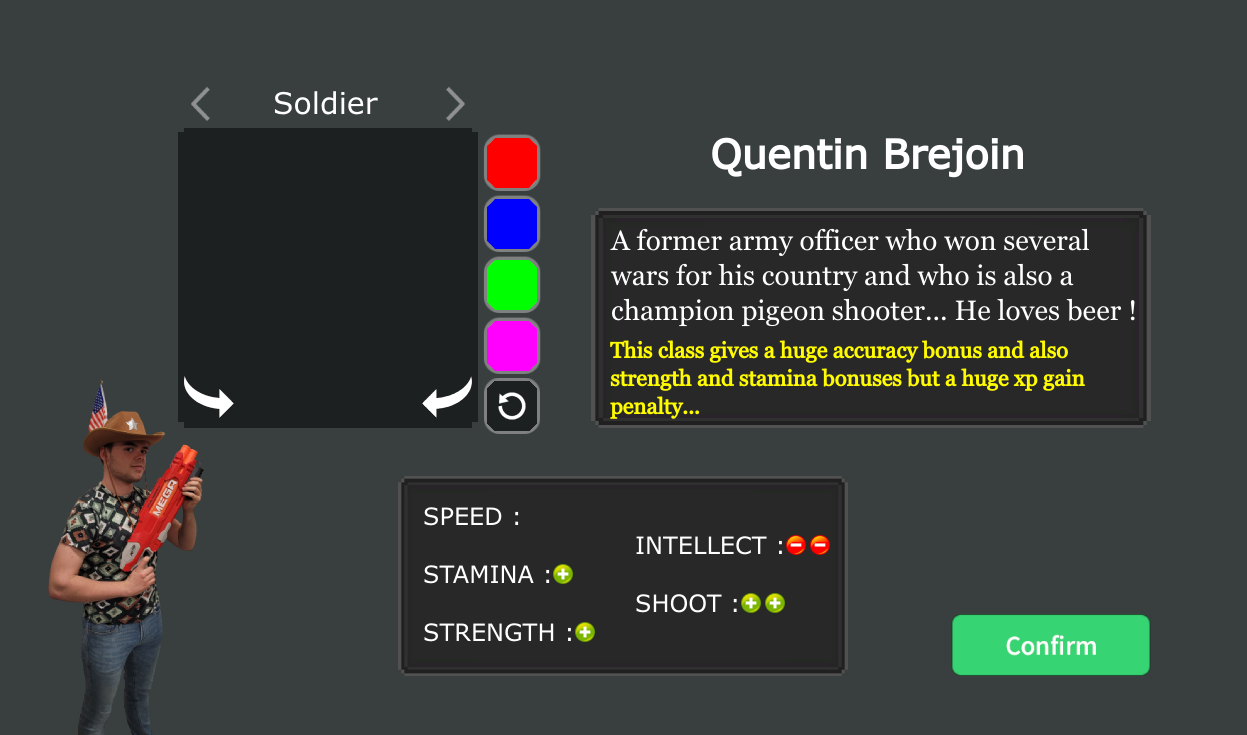 Soldier
Quentin Brejoin
A former army officer who won several
wars for his country and who is also a
champion pigeon shooter... He loves beer !
This class gives a huge accuracy bonus and also
strength and stamina bonuses but a huge xp gain
penalty...
MEGA
SPEED :
INTELLECT :
STAMINA :
SHOOT :
STRENGTH :
Confirm